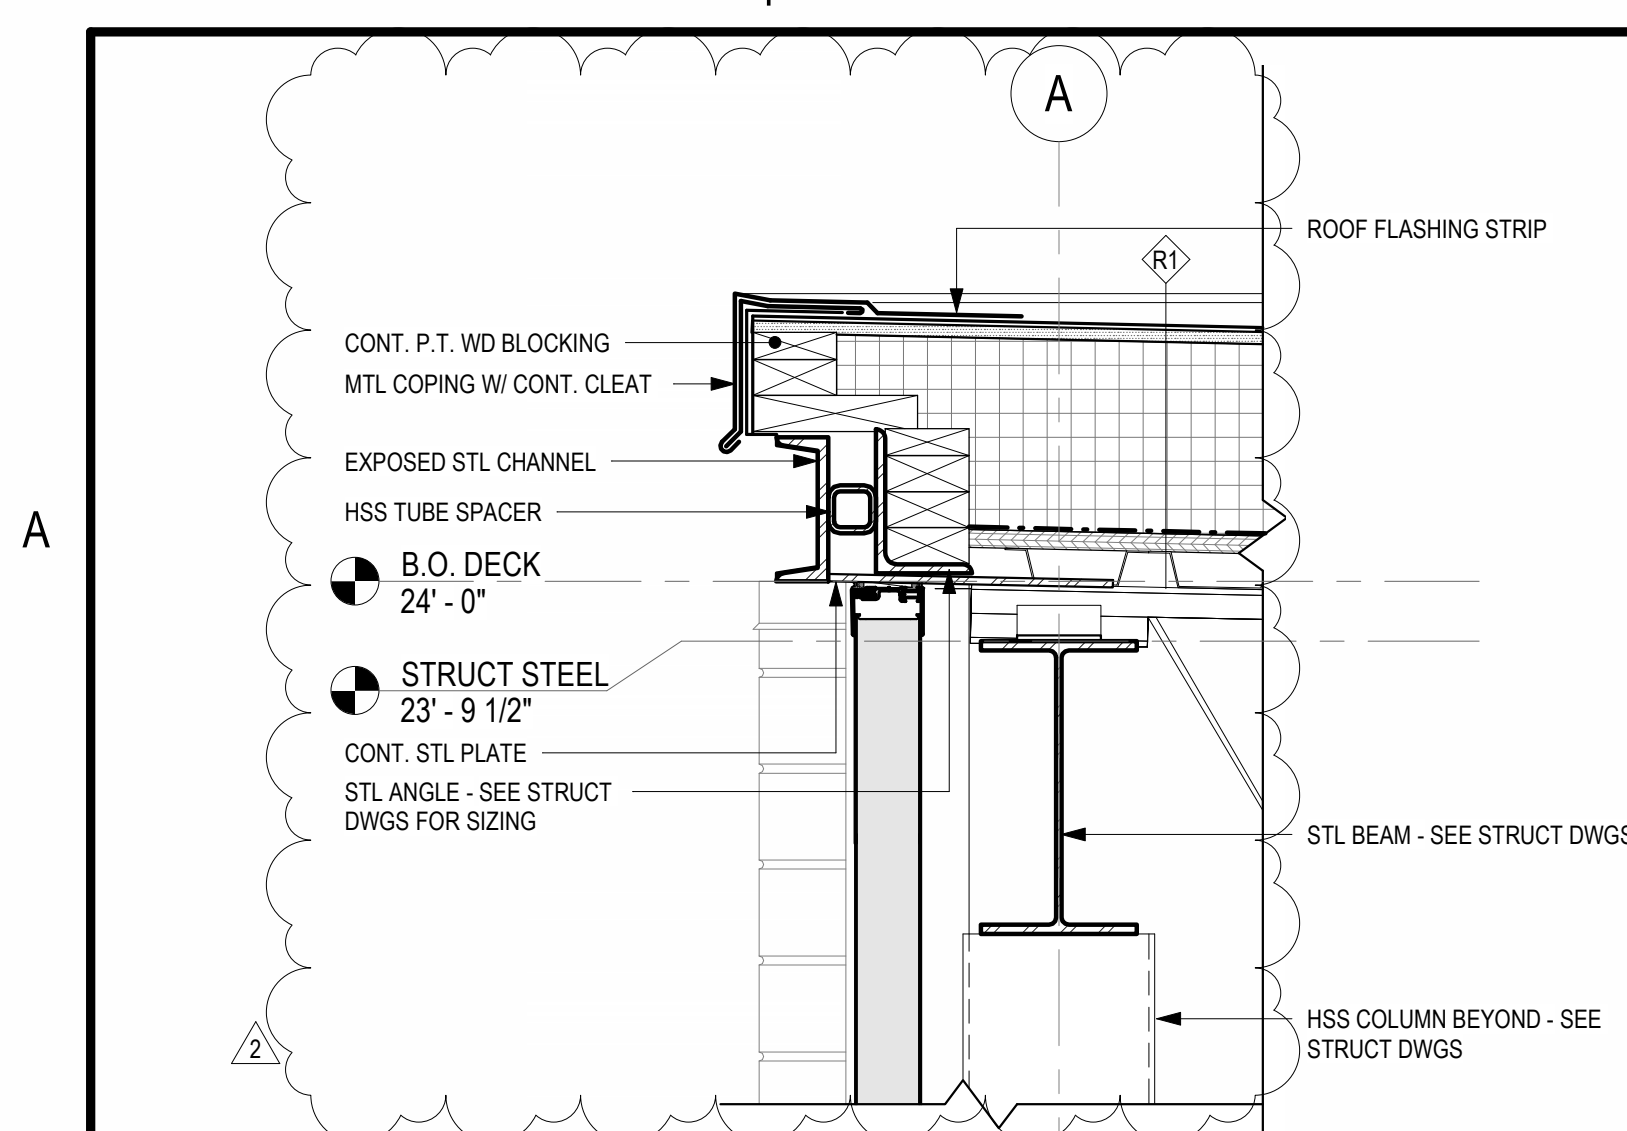 A
ROOF FLASHING STRIP
R1
CONT. P.T. WD BLOCKING
MTL COPING W/ CONT. CLEAT
EXPOSED STL CHANNEL
HSS TUBE SPACER
A
B.O. DECK
24' - 0"
STRUCT STEEL
23' - 9 1/2"
CONT. STL PLATE
STL ANGLE - SEE STRUCT
DWGS FOR SIZING
STL BEAM - SEE STRUCT DWGS
HSS COLUMN BEYOND - SEE
STRUCT DWGS
2